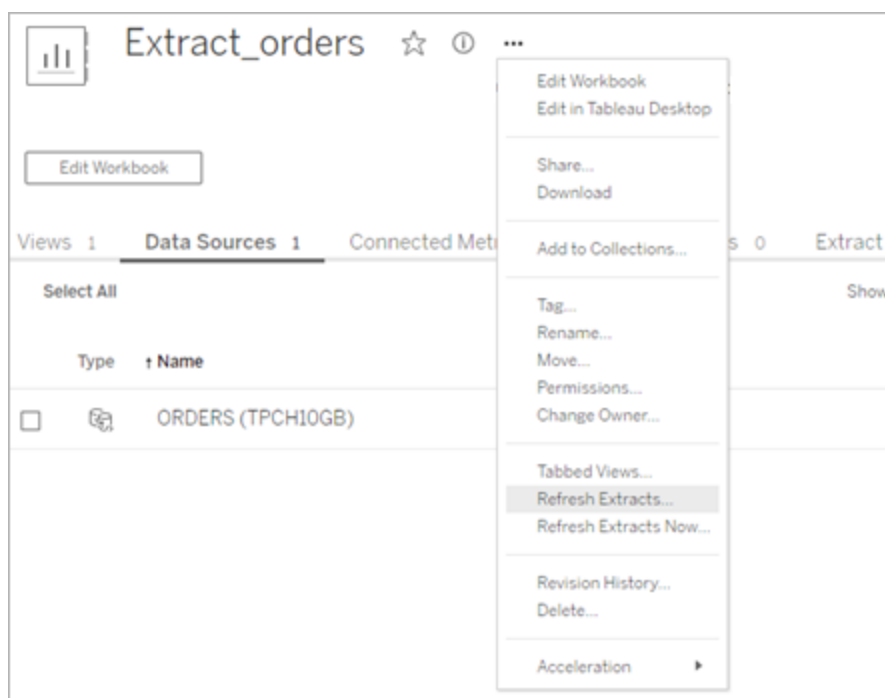 Extract_orders
Edit Workbook
Edit in Tableau Desktop
Share...
Download
Add to Collections...
Tag...
Rename...
Move...
Permissions...
Change Owner...
Tabbed Views...
Refresh Extracts...
Refresh Extracts Now...
Revision History...
Delete...
Acceleration
Edit Workbook
Views 1 Data Sources 1 Connected Met s 0 Extract
Select All Show
Type ↑ Name
ORDERS (TPCH10GB)